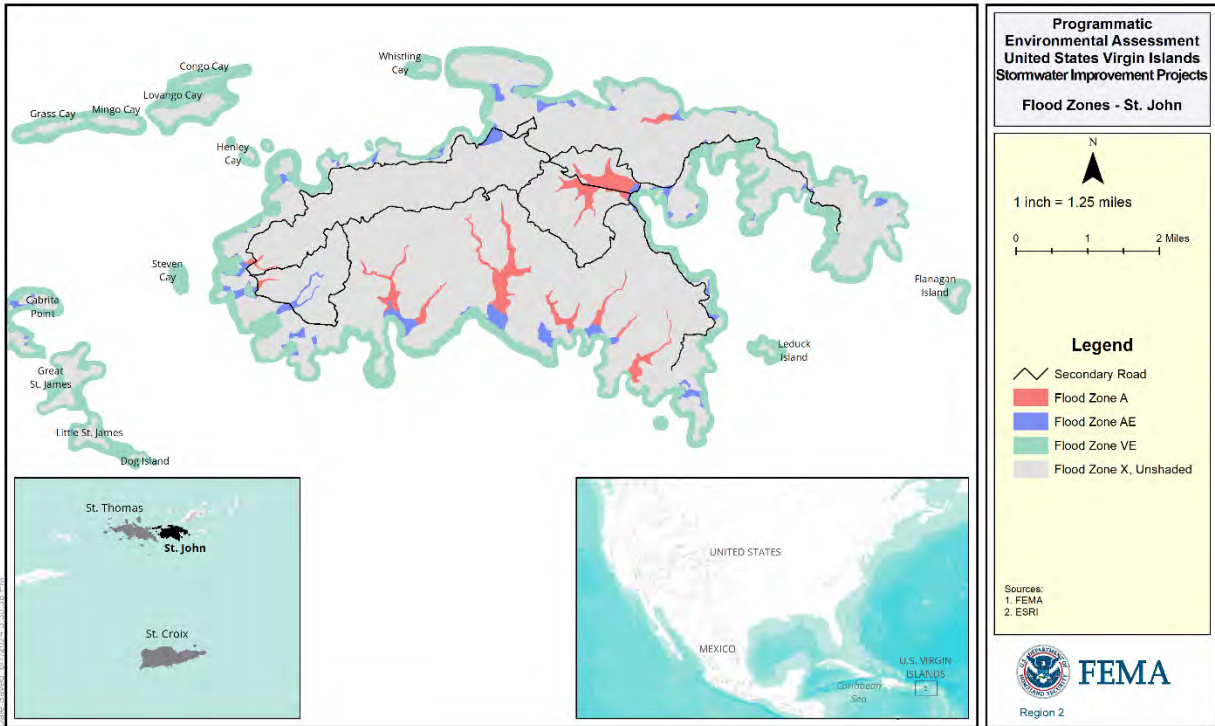 Programmatic
Environmental Assessment
United States Virgin Islands
Stormwater Improvement Projects
Flood Zones - St. John
Whistling
Cay
Congo Cay
Lovango Cay
Mingo Cay
Grass Cay
Henley
Cay
Steven
Cay
Cabrita
Point
Great
St. James
Little St. James
Dog Island
Flanagan
Island
Leduck
Island
N
1 inch = 1.25 miles
0 1 2 Miles
Legend
Secondary Road
Flood Zone A
Flood Zone AE
Flood Zone VE
Flood Zone X, Unshaded
St. Thomas
St. John
St. Croix
UNITED STATES
MEXICO
U.S. VIRGIN
ISLANDS
Caribbean
Sea
Sources:
1. FEMA
2. ESRI
U.S. DEPARTMENT OF
HOMELAND SECURITY
FEMA
Region 2